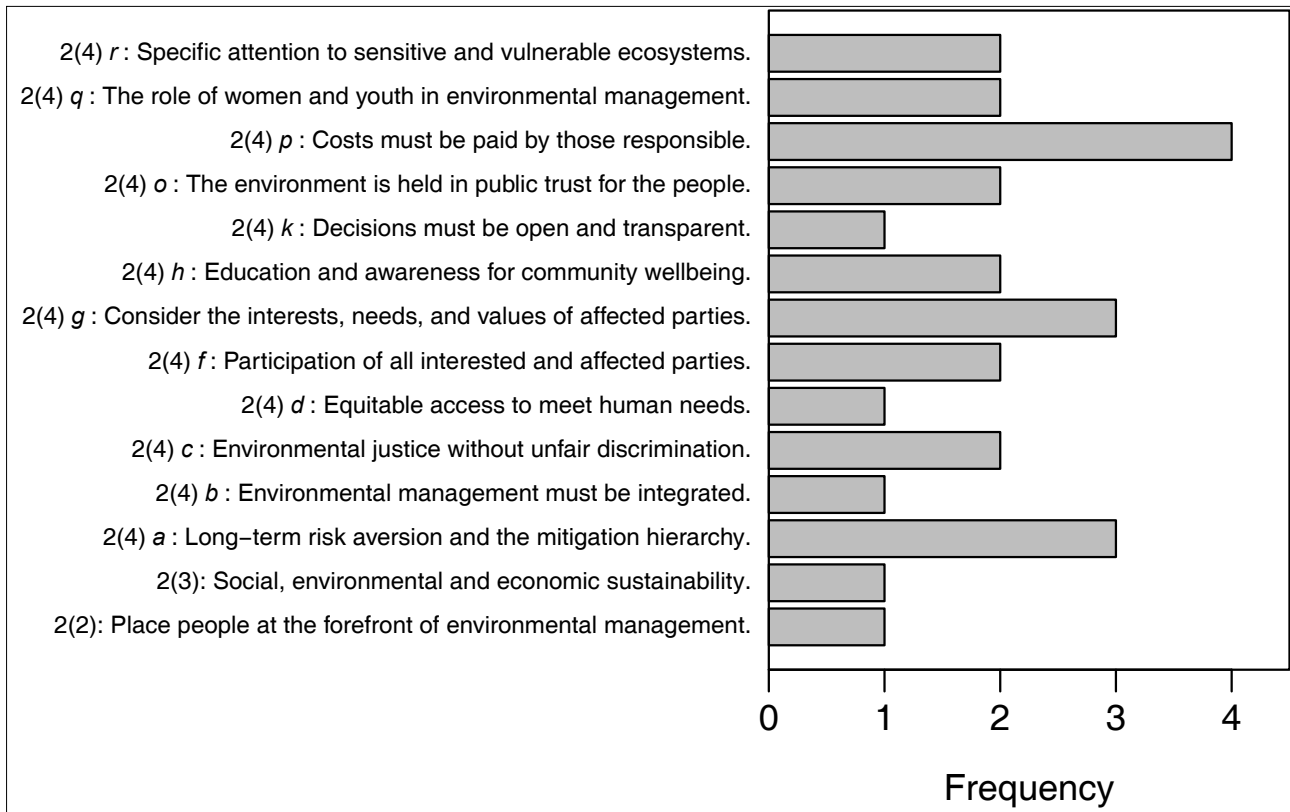 2(4) r : Specific attention to sensitive and vulnerable ecosystems.
2(4) q : The role of women and youth in environmental management.
2(4) p : Costs must be paid by those responsible.
2(4) o : The environment is held in public trust for the people.
2(4) k : Decisions must be open and transparent.
2(4) h : Education and awareness for community wellbeing.
2(4) g : Consider the interests, needs, and values of affected parties.
2(4) f : Participation of all interested and affected parties.
2(4) d : Equitable access to meet human needs.
2(4) c : Environmental justice without unfair discrimination.
2(4) b : Environmental management must be integrated.
2(4) a : Long−term risk aversion and the mitigation hierarchy.
2(3): Social, environmental and economic sustainability.
2(2): Place people at the forefront of environmental management.
0 1 2 3 4
Frequency